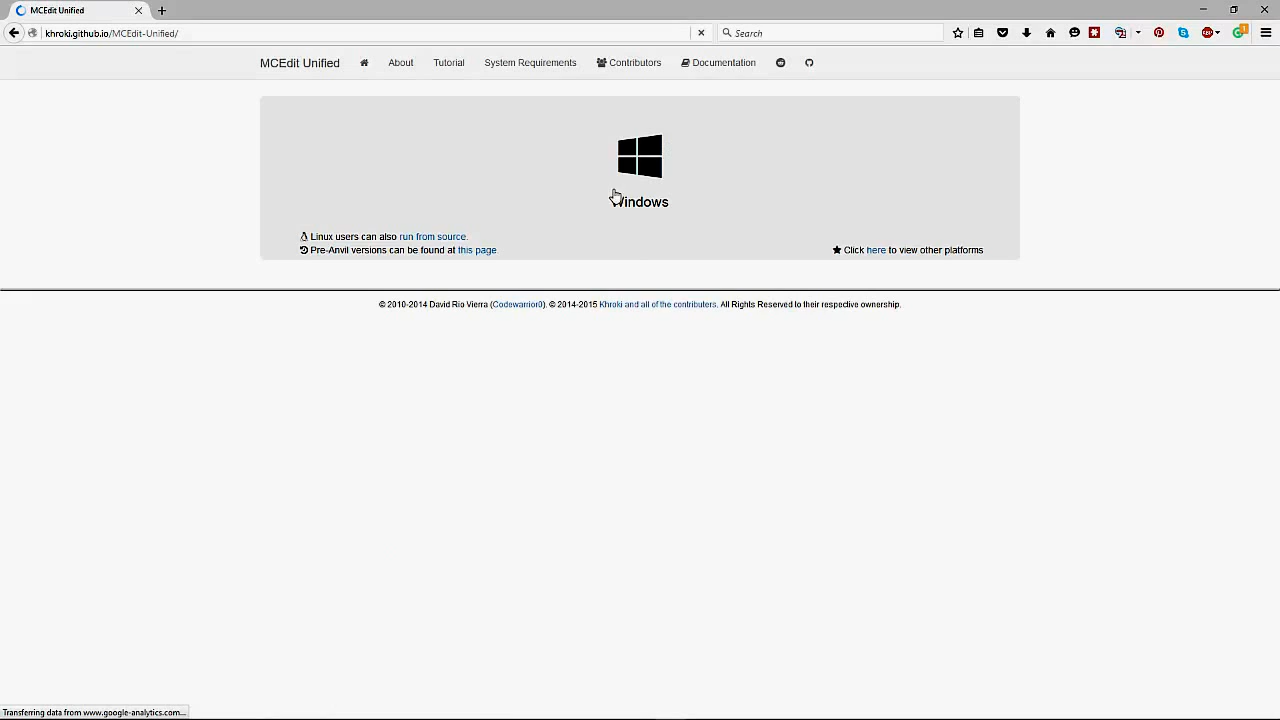 MCEdit Unified
khroki.github.io/MCEdit-Unified/
Search
MCEdit Unified About Tutorial System Requirements Contributors Documentation
Windows
Linux users can also run from source.
Pre-Anvil versions can be found at this page
Click here to view other platforms
© 2010-2014 David Rio Vierra (Codewarrior0). © 2014-2015 Khroki and all of the contributors. All Rights Reserved to their respective ownership.
Transferring data from www.google-analytics.com...